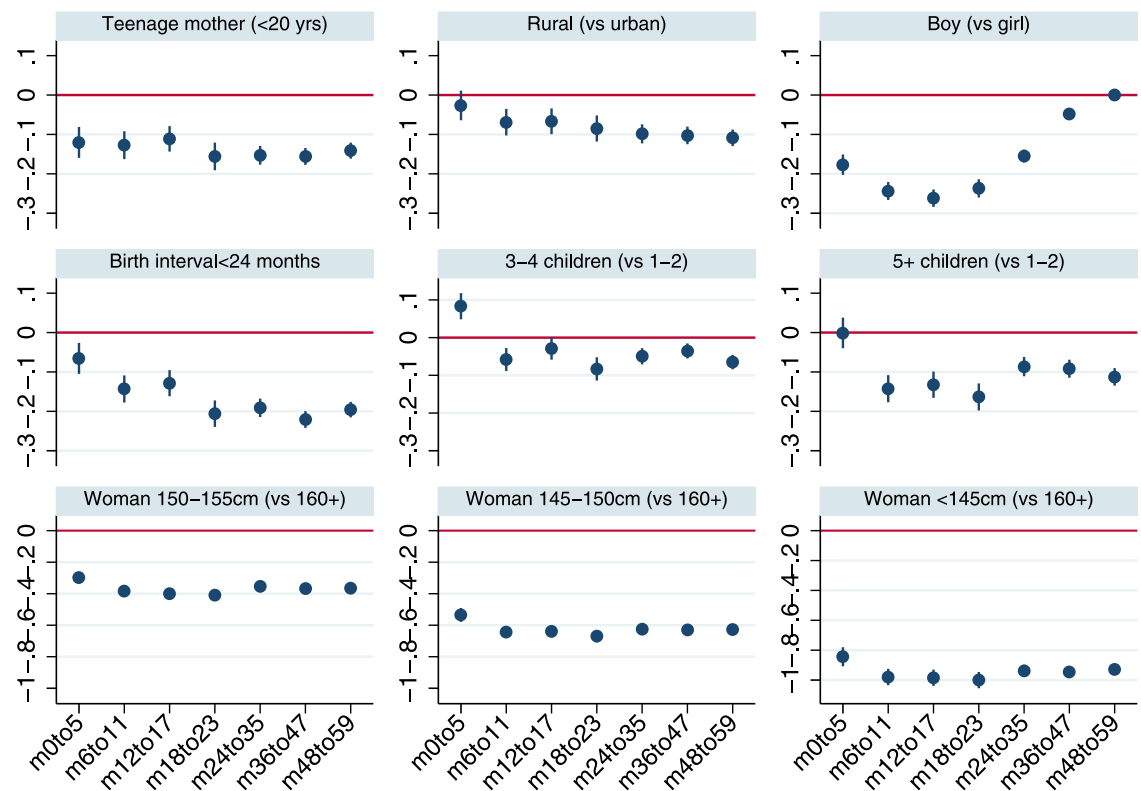 Teenage mother (<20 yrs)
Rural (vs urban)
Boy (vs girl)
.1
0
−.1
−.2
−.3
.1
0
−.1
−.2
−.3
.1
0
−.1
−.2
−.3
Birth interval<24 months
3−4 children (vs 1−2)
5+ children (vs 1−2)
.1
0
−.1
−.2
−.3
.1
0
−.1
−.2
−.3
.1
0
−.1
−.2
−.3
Woman 150−155cm (vs 160+)
Woman 145−150cm (vs 160+)
Woman <145cm (vs 160+)
0
−.2
−.4
−.6
−.8
−1
0
−.2
−.4
−.6
−.8
−1
0
−.2
−.4
−.6
−.8
−1
m0to5
m6to11
m12to17
m18to23
m24to35
m36to47
m48to59
m0to5
m6to11
m12to17
m18to23
m24to35
m36to47
m48to59
m0to5
m6to11
m12to17
m18to23
m24to35
m36to47
m48to59